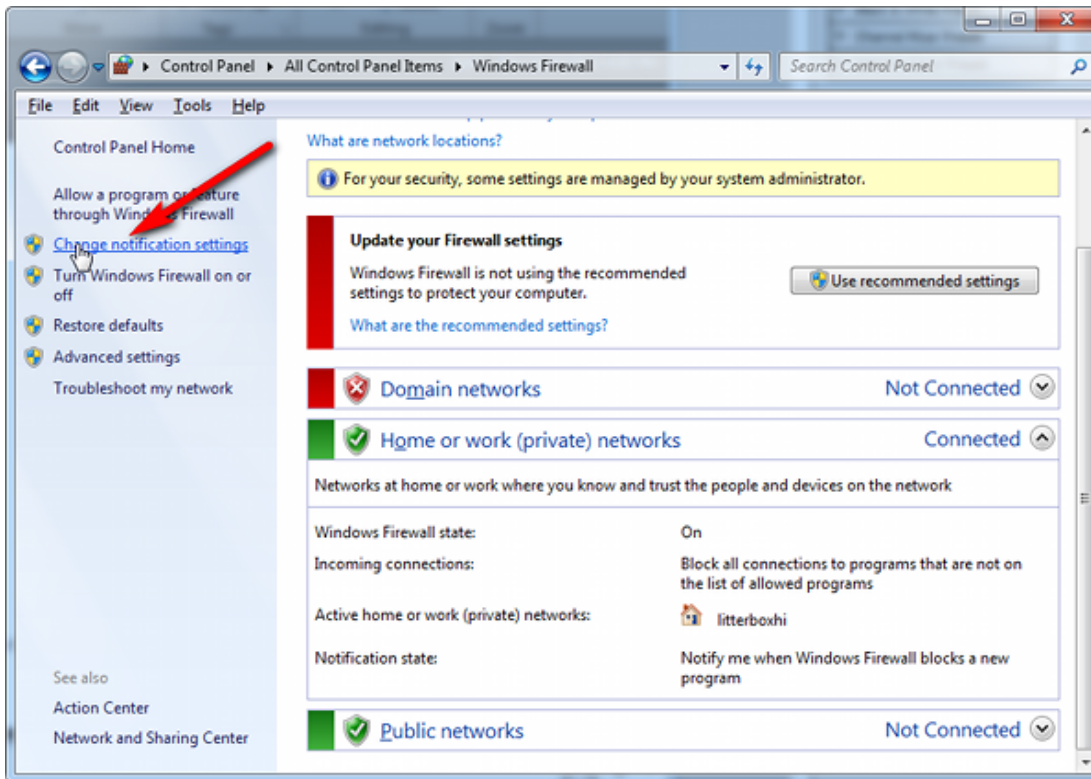 Control Panel ▸ All Control Panel Items ▸ Windows Firewall
Search Control Panel
File Edit View Tools Help
Control Panel Home
Allow a program or feature
through Windows Firewall
Change notification settings
Turn Windows Firewall on or
off
Restore defaults
Advanced settings
Troubleshoot my network
See also
Action Center
Network and Sharing Center
What are network locations?
For your security, some settings are managed by your system administrator.
Update your Firewall settings
Windows Firewall is not using the recommended
settings to protect your computer.
What are the recommended settings?
Use recommended settings
Domain networks Not Connected
Home or work (private) networks Connected
Networks at home or work where you know and trust the people and devices on the network
Windows Firewall state: On
Incoming connections: Block all connections to programs that are not on
the list of allowed programs
Active home or work (private) networks: litterboxhi
Notification state: Notify me when Windows Firewall blocks a new
program
Public networks Not Connected